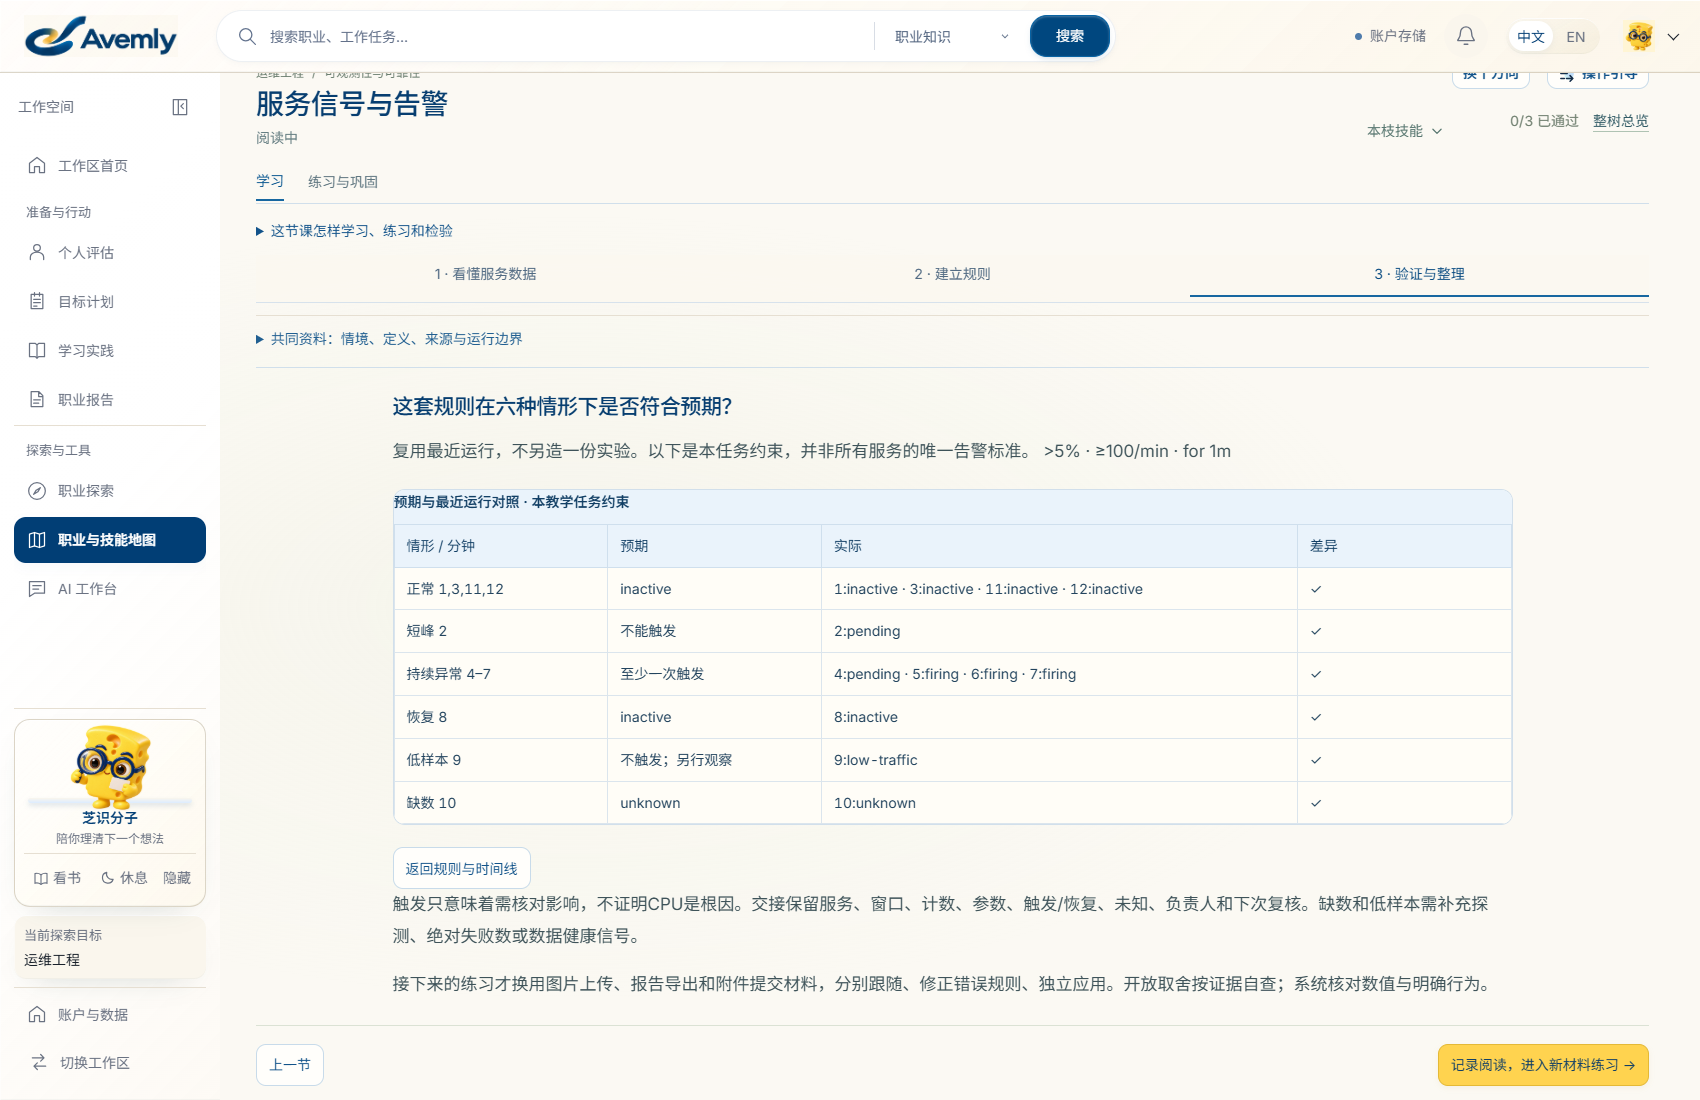 Avemly
搜索职业、工作任务...
职业知识
搜索
账户存储
中文
EN
工作空间
工作区首页
准备与行动
个人评估
目标计划
学习实践
职业报告
探索与工具
职业探索
职业与技能地图
AI 工作台
芝识分子
陪你理清下一个想法
看书
休息
隐藏
当前探索目标
运维工程
账户与数据
切换工作区
运维工程 / 可观测性与可靠性
换个方向
操作引导
服务信号与告警
阅读中
本枝技能
0/3 已通过
整树总览
学习
练习与巩固
这节课怎样学习、练习和检验
1 · 看懂服务数据
2 · 建立规则
3 · 验证与整理
共同资料：情境、定义、来源与运行边界
这套规则在六种情形下是否符合预期？
复用最近运行，不另造一份实验。以下是本任务约束，并非所有服务的唯一告警标准。 >5% · ≥100/min · for 1m
预期与最近运行对照 · 本教学任务约束
情形 / 分钟 预期 实际 差异
正常 1,3,11,12 inactive 1:inactive · 3:inactive · 11:inactive · 12:inactive ✓
短峰 2 不能触发 2:pending ✓
持续异常 4–7 至少一次触发 4:pending · 5:firing · 6:firing · 7:firing ✓
恢复 8 inactive 8:inactive ✓
低样本 9 不触发；另行观察 9:low-traffic ✓
缺数 10 unknown 10:unknown ✓
返回规则与时间线
触发只意味着需核对影响，不证明CPU是根因。交接保留服务、窗口、计数、参数、触发/恢复、未知、负责人和下次复核。缺数和低样本需补充探
测、绝对失败数或数据健康信号。
接下来的练习才换用图片上传、报告导出和附件提交材料，分别跟随、修正错误规则、独立应用。开放取舍按证据自查；系统核对数值与明确行为。
上一节
记录阅读，进入新材料练习 →